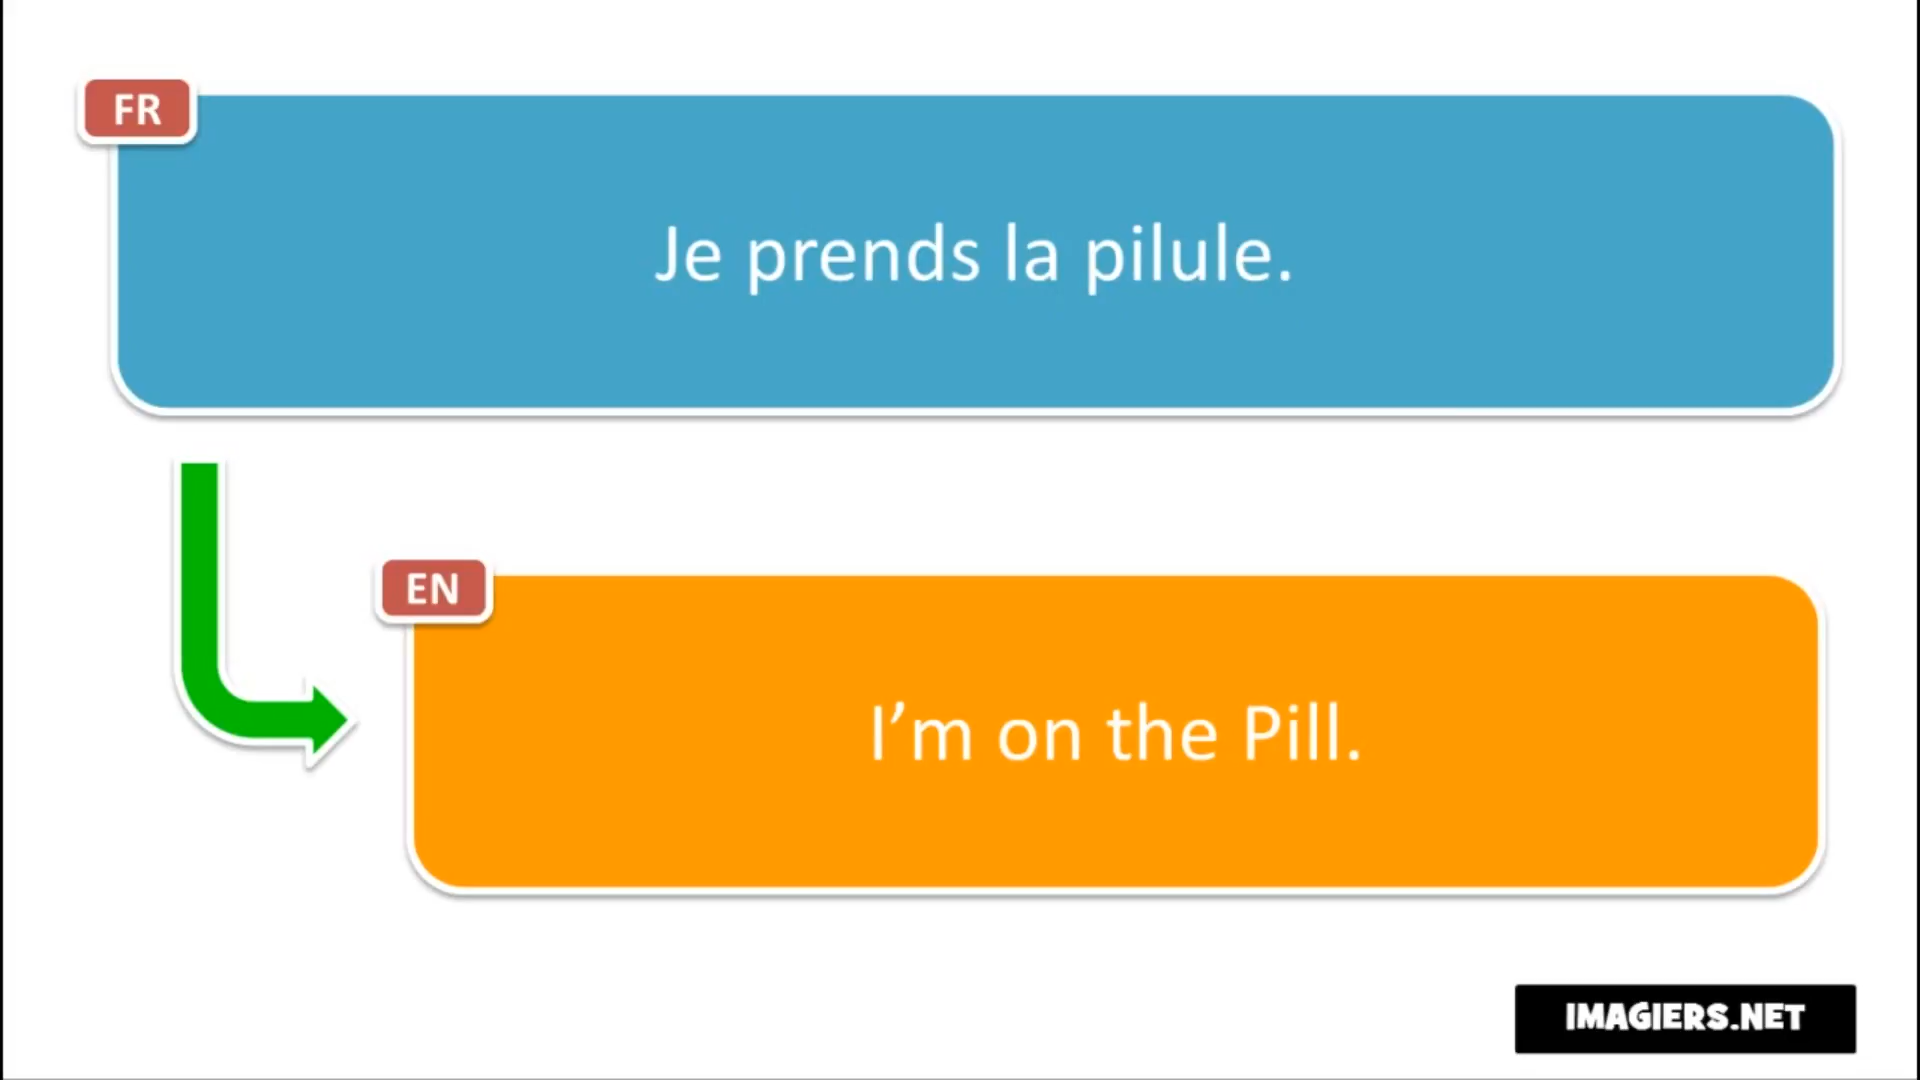 FR
Je prends la pilule.
EN
I’m on the Pill.
IMAGIERS.NET